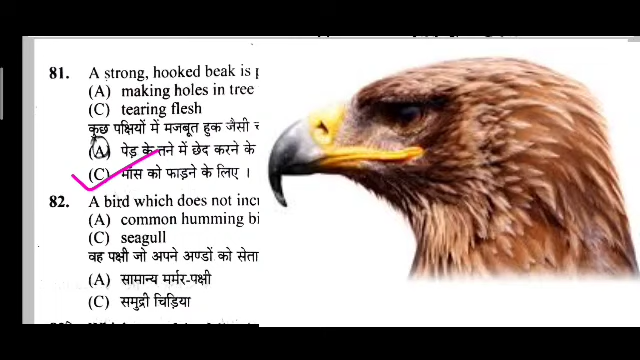 81. A strong, hooked beak is
(A) making holes in tree
(C) tearing flesh
कुछ पक्षियों में मजबूत हुक जैसी
(A) पेड़ के तने में छेद करने के
(C) माँस को फाड़ने के लिए ।
82. A bird which does not incu
(A) common humming bi
(C) seagull
वह पक्षी जो अपने अण्डों को सेता
(A) सामान्य मर्मर-पक्षी
(C) समुद्री चिड़िया